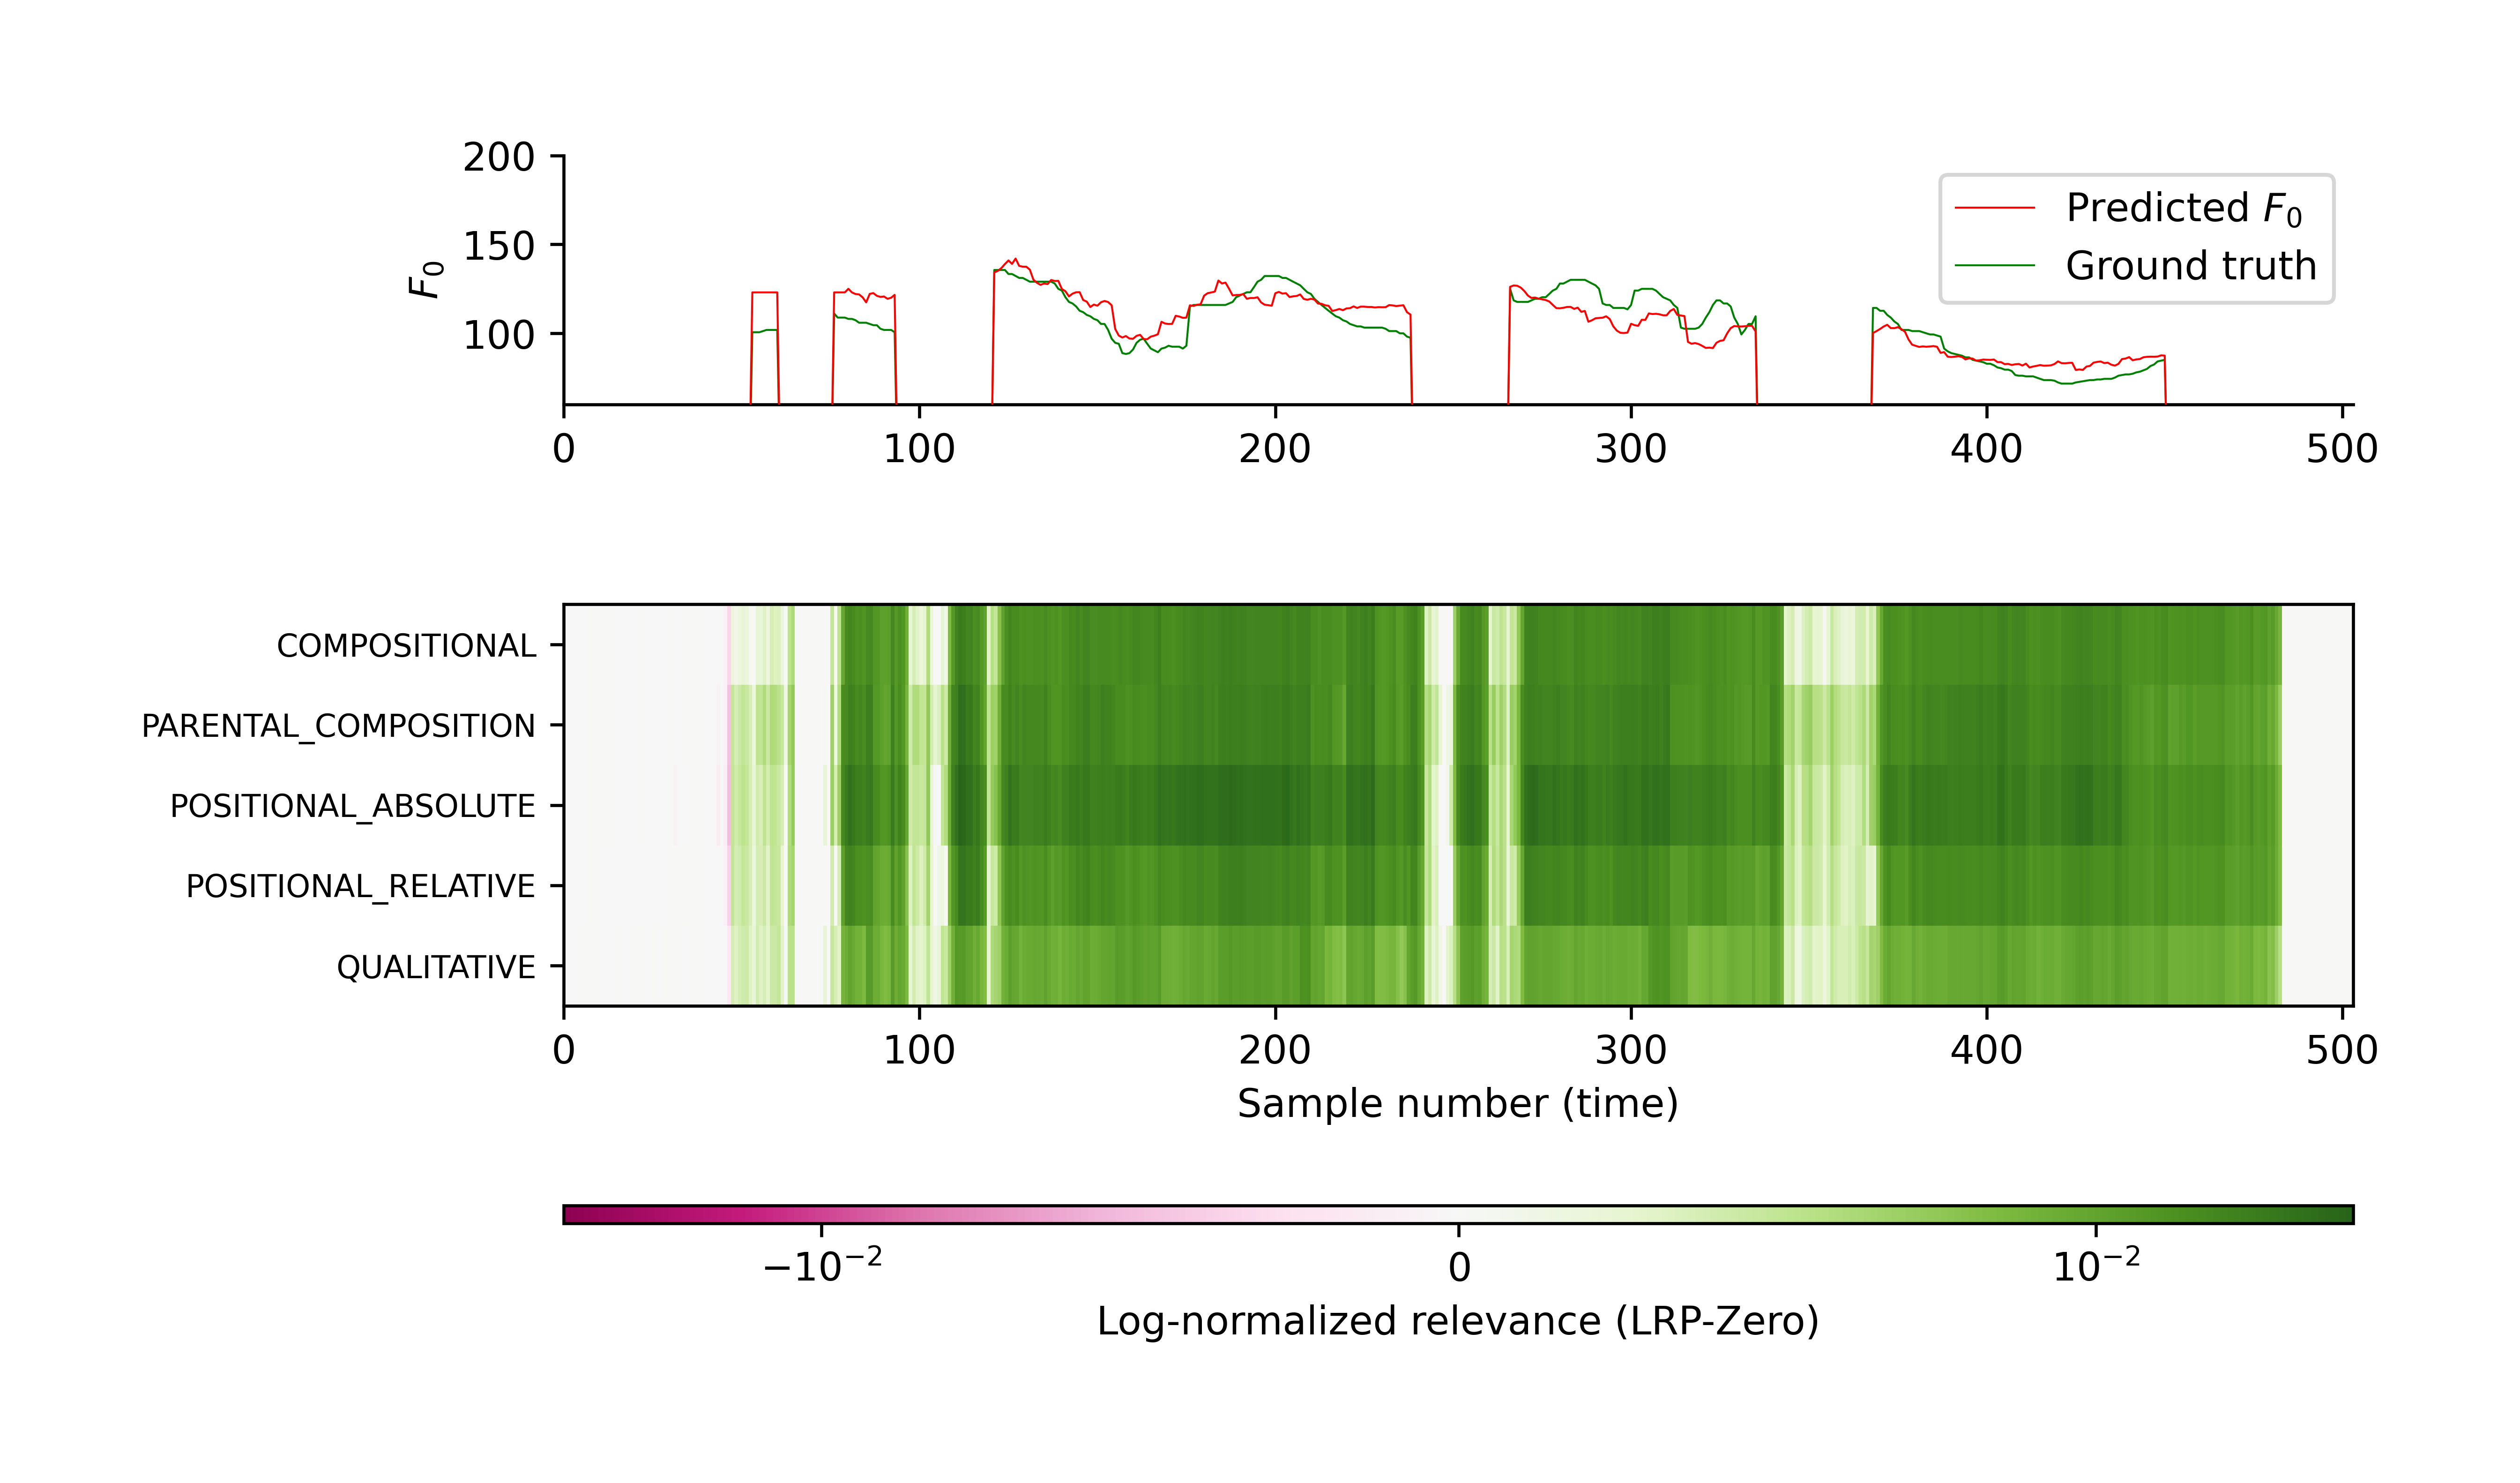 200
150
100
F0
Predicted F0
Ground truth
0 100 200 300 400 500
COMPOSITIONAL
PARENTAL_COMPOSITION
POSITIONAL_ABSOLUTE
POSITIONAL_RELATIVE
QUALITATIVE
0 100 200 300 400 500
Sample number (time)
−10⁻² 0 10⁻²
Log-normalized relevance (LRP-Zero)